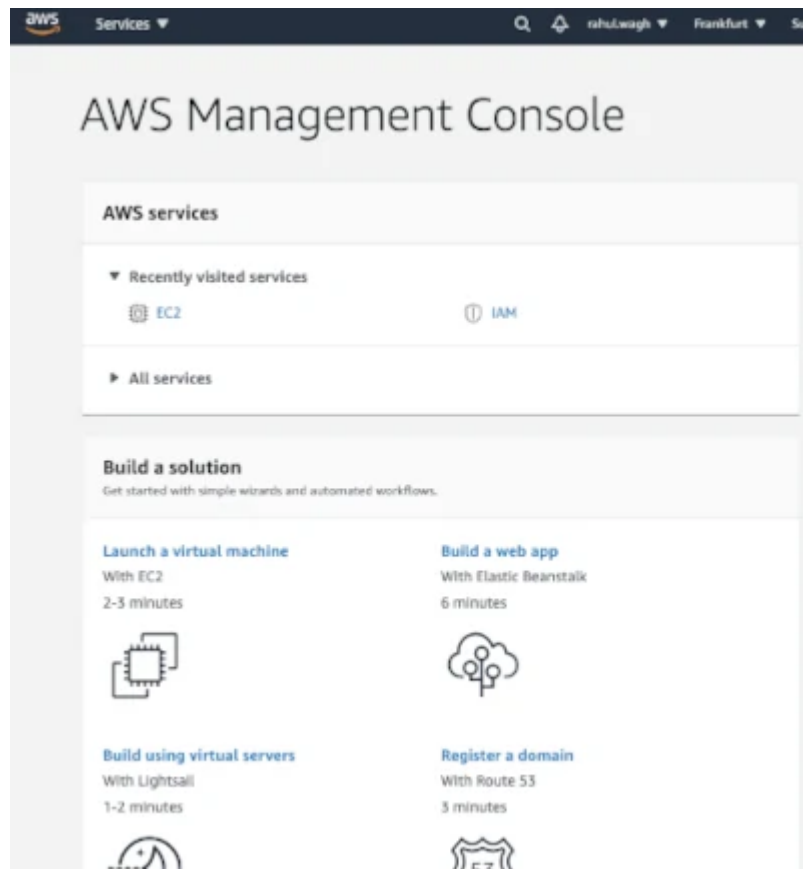 aws Services ▼ rahul.wagh ▼ Frankfurt ▼
AWS Management Console
AWS services
▼ Recently visited services
EC2 IAM
▶ All services
Build a solution
Get started with simple wizards and automated workflows.
Launch a virtual machine Build a web app
With EC2 With Elastic Beanstalk
2-3 minutes 6 minutes
Build using virtual servers Register a domain
With Lightsail With Route 53
1-2 minutes 3 minutes
53